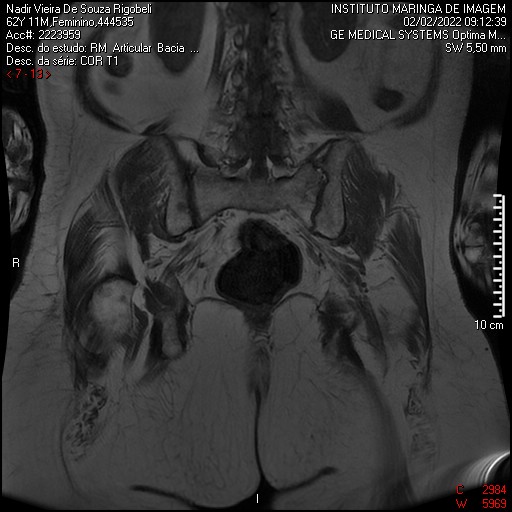 Nadir Vieira De Souza Rigobeli
62Y 11M,Feminino,444535
Acc#: 2223959
Desc. do estudo: RM Articular Bacia ...
Desc. da série: COR T1
< 7 - 13 >
INSTITUTO MARINGA DE IMAGEM
02/02/2022 09:12:39
GE MEDICAL SYSTEMS Optima M...
SW 5,50 mm
R
10 cm
I
C 2984
W 5969